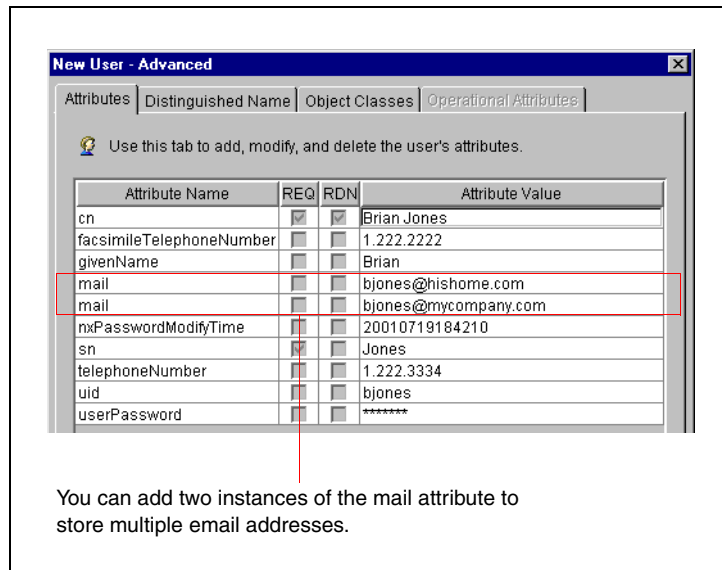 New User - Advanced
Attributes Distinguished Name Object Classes Operational Attributes
Use this tab to add, modify, and delete the user's attributes.
Attribute Name REQ RDN Attribute Value
cn Brian Jones
facsimileTelephoneNumber 1.222.2222
givenName Brian
mail bjones@hishome.com
mail bjones@mycompany.com
nxPasswordModifyTime 20010719184210
sn Jones
telephoneNumber 1.222.3334
uid bjones
userPassword *******
You can add two instances of the mail attribute to
store multiple email addresses.